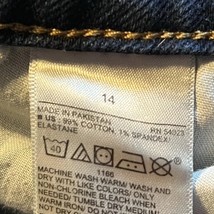 14
MADE IN PAKISTAN
■ US : 99% COTTON, 1% SPANDEX/ RN 54023
ELASTANE
40
1166
MACHINE WASH WARM/ WASH AND
DRY WITH LIKE COLORS/ ONLY
NON-CHLORINE BLEACH WHEN
NEEDED/ TUMBLE DRY MEDIUM/